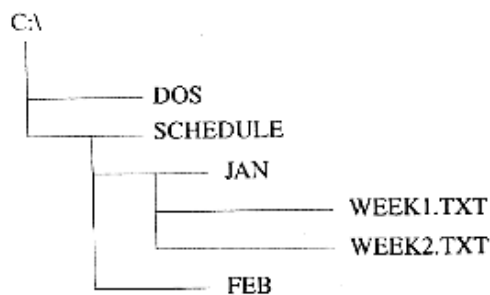 C:\
DOS
SCHEDULE
JAN
WEEK1.TXT
WEEK2.TXT
FEB